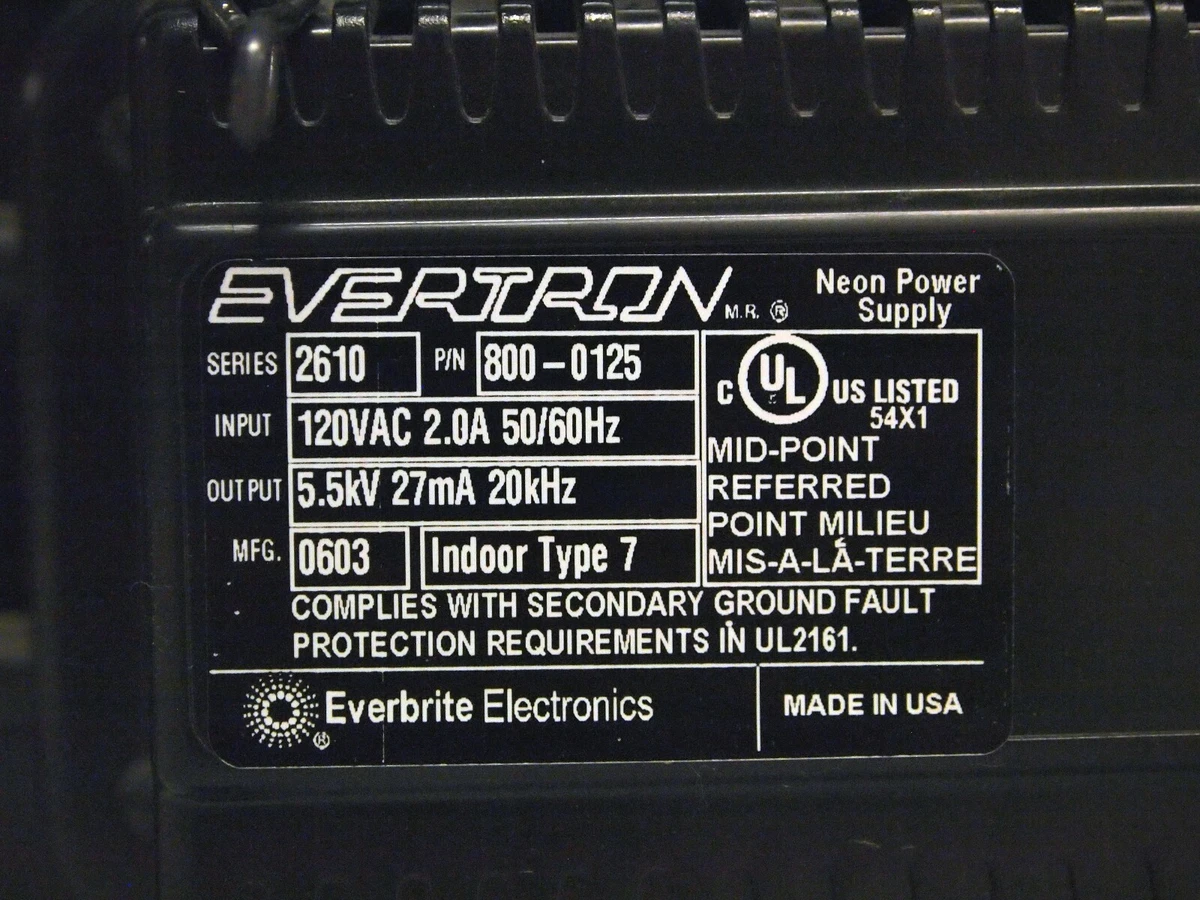 EVERTRON M.R. ®
Neon Power
Supply
SERIES 2610 P/N 800-0125
INPUT 120VAC 2.0A 50/60Hz
OUTPUT 5.5kV 27mA 20kHz
MFG. 0603 Indoor Type 7
C UL US LISTED
54X1
MID-POINT
REFERRED
POINT MILIEU
MIS-A-LÁ-TERRE
COMPLIES WITH SECONDARY GROUND FAULT
PROTECTION REQUIREMENTS IN UL2161.
Everbrite Electronics ®
MADE IN USA